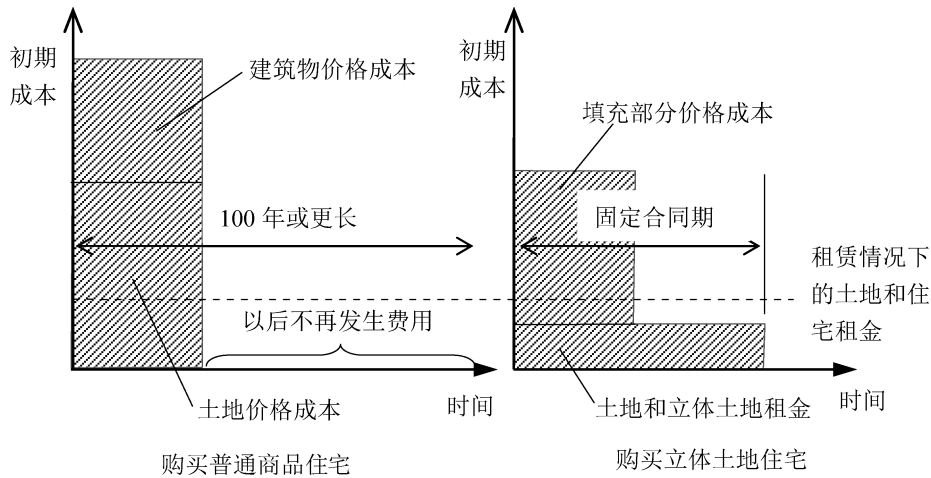 初期
成本
建筑物价格成本
100 年或更长
以后不再发生费用
土地价格成本
时间
购买普通商品住宅
初期
成本
填充部分价格成本
固定合同期
租赁情况下
的土地和住
宅租金
土地和立体土地租金
时间
购买立体土地住宅